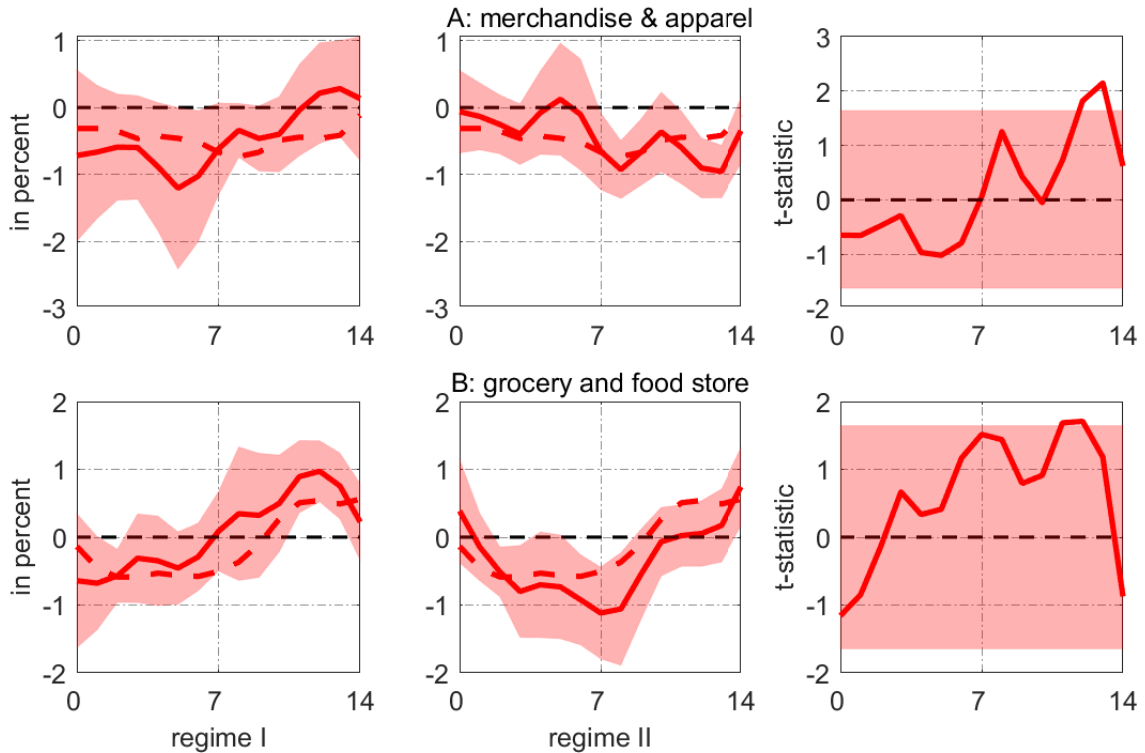 A: merchandise & apparel
in percent
1
0
-1
-2
-3
0 7 14
1
0
-1
-2
-3
0 7 14
t-statistic
3
2
1
0
-1
-2
0 7 14
B: grocery and food store
in percent
2
1
0
-1
-2
0 7 14
regime I
2
1
0
-1
-2
0 7 14
regime II
t-statistic
2
1
0
-1
-2
0 7 14